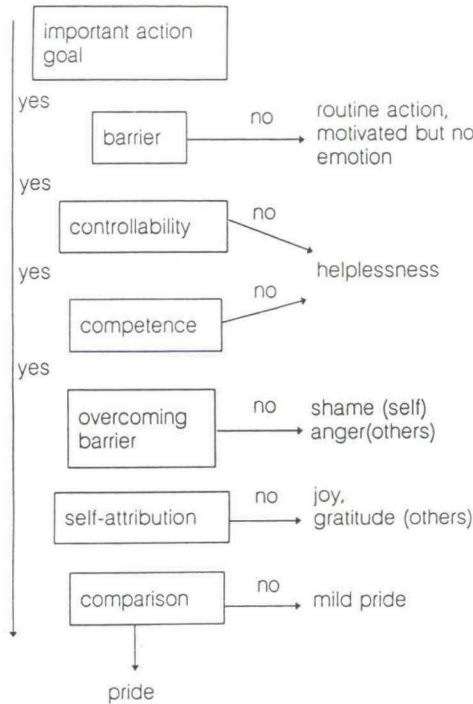 important action
goal
yes
barrier
no
routine action,
motivated but no
emotion
yes
controllability
no
helplessness
yes
competence
no
yes
overcoming
barrier
no
shame (self)
anger(others)
self-attribution
no
joy,
gratitude (others)
comparison
no
mild pride
pride